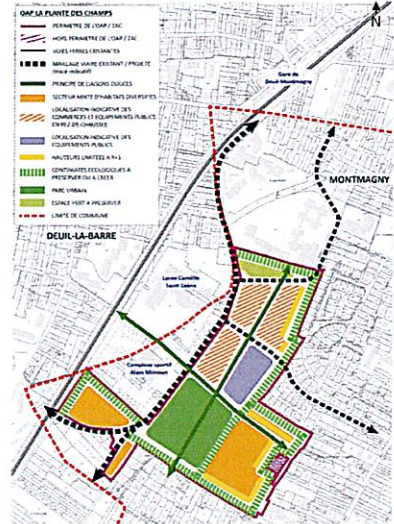 OAP LA PLANTE DES CHAMPS
PERIMETRE DE L'OAP / ZAC
HORS PERIMETRE DE L'OAP / ZAC
VOIES FERREES EXISTANTES
MAILLAGE VIAIRE EXISTANT / PROJETE
(tracé indicatif)
PRINCIPE DE LIAISONS DOUCES
SECTEUR MIXTE D'HABITATS DIVERSIFIES
LOCALISATION INDICATIVE DES
COMMERCES ET EQUIPEMENTS PUBLICS
EN REZ-DE-CHAUSSEE
LOCALISATION INDICATIVE DES
EQUIPEMENTS PUBLICS
HAUTEURS LIMITEES A R+1
CONTINUITES ECOLOGIQUES A
PRESERVER OU A CREER
PARC URBAIN
ESPACE VERT A PRESERVER
LIMITE DE COMMUNE
N
Gare de
Deuil-Montmagny
MONTMAGNY
DEUIL-LA-BARRE
Lycée Camille
Saint Saëns
Complexe sportif
Alain Mimoun